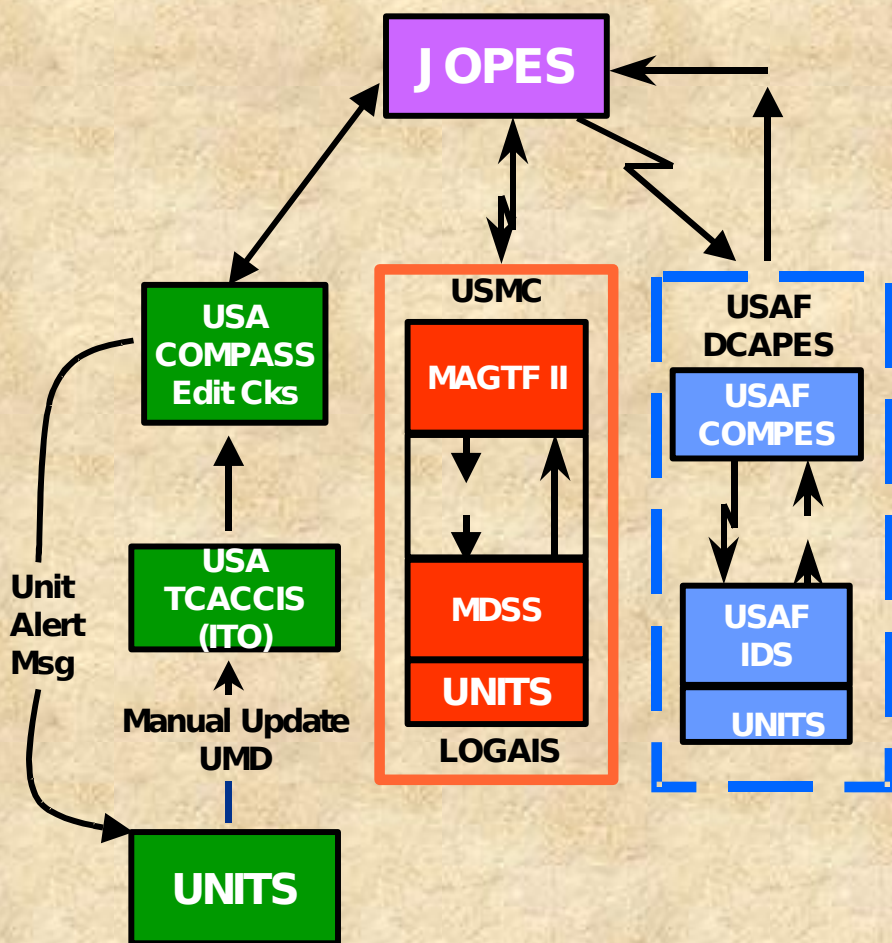 JOPES
USA
COMPASS
Edit Cks
USA
TCACCIS
(ITO)
Unit
Alert
Msg
Manual Update
UMD
UNITS
USMC
MAGTF II
MDSS
UNITS
LOGAIS
USAF
DCAPES
USAF
COMPES
USAF
IDS
UNITS